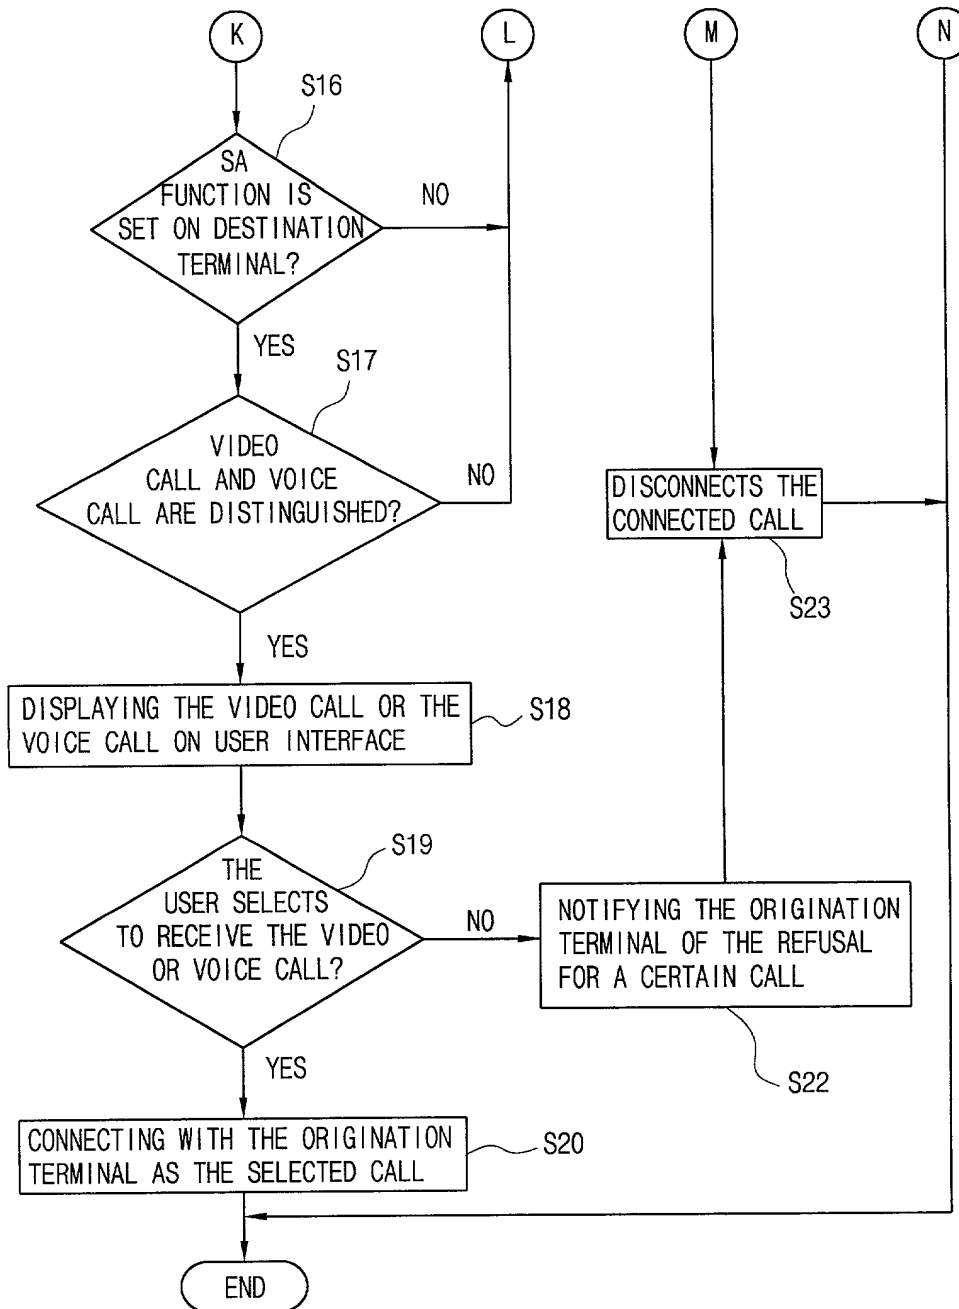 K
L
M
N
S16
SA
FUNCTION IS
SET ON DESTINATION
TERMINAL?
NO
YES
S17
VIDEO
CALL AND VOICE
CALL ARE DISTINGUISHED?
NO
DISCONNECTS THE
CONNECTED CALL
S23
YES
DISPLAYING THE VIDEO CALL OR THE
VOICE CALL ON USER INTERFACE
S18
S19
THE
USER SELECTS
TO RECEIVE THE VIDEO
OR VOICE CALL?
NO
NOTIFYING THE ORIGINATION
TERMINAL OF THE REFUSAL
FOR A CERTAIN CALL
S22
YES
CONNECTING WITH THE ORIGINATION
TERMINAL AS THE SELECTED CALL
S20
END